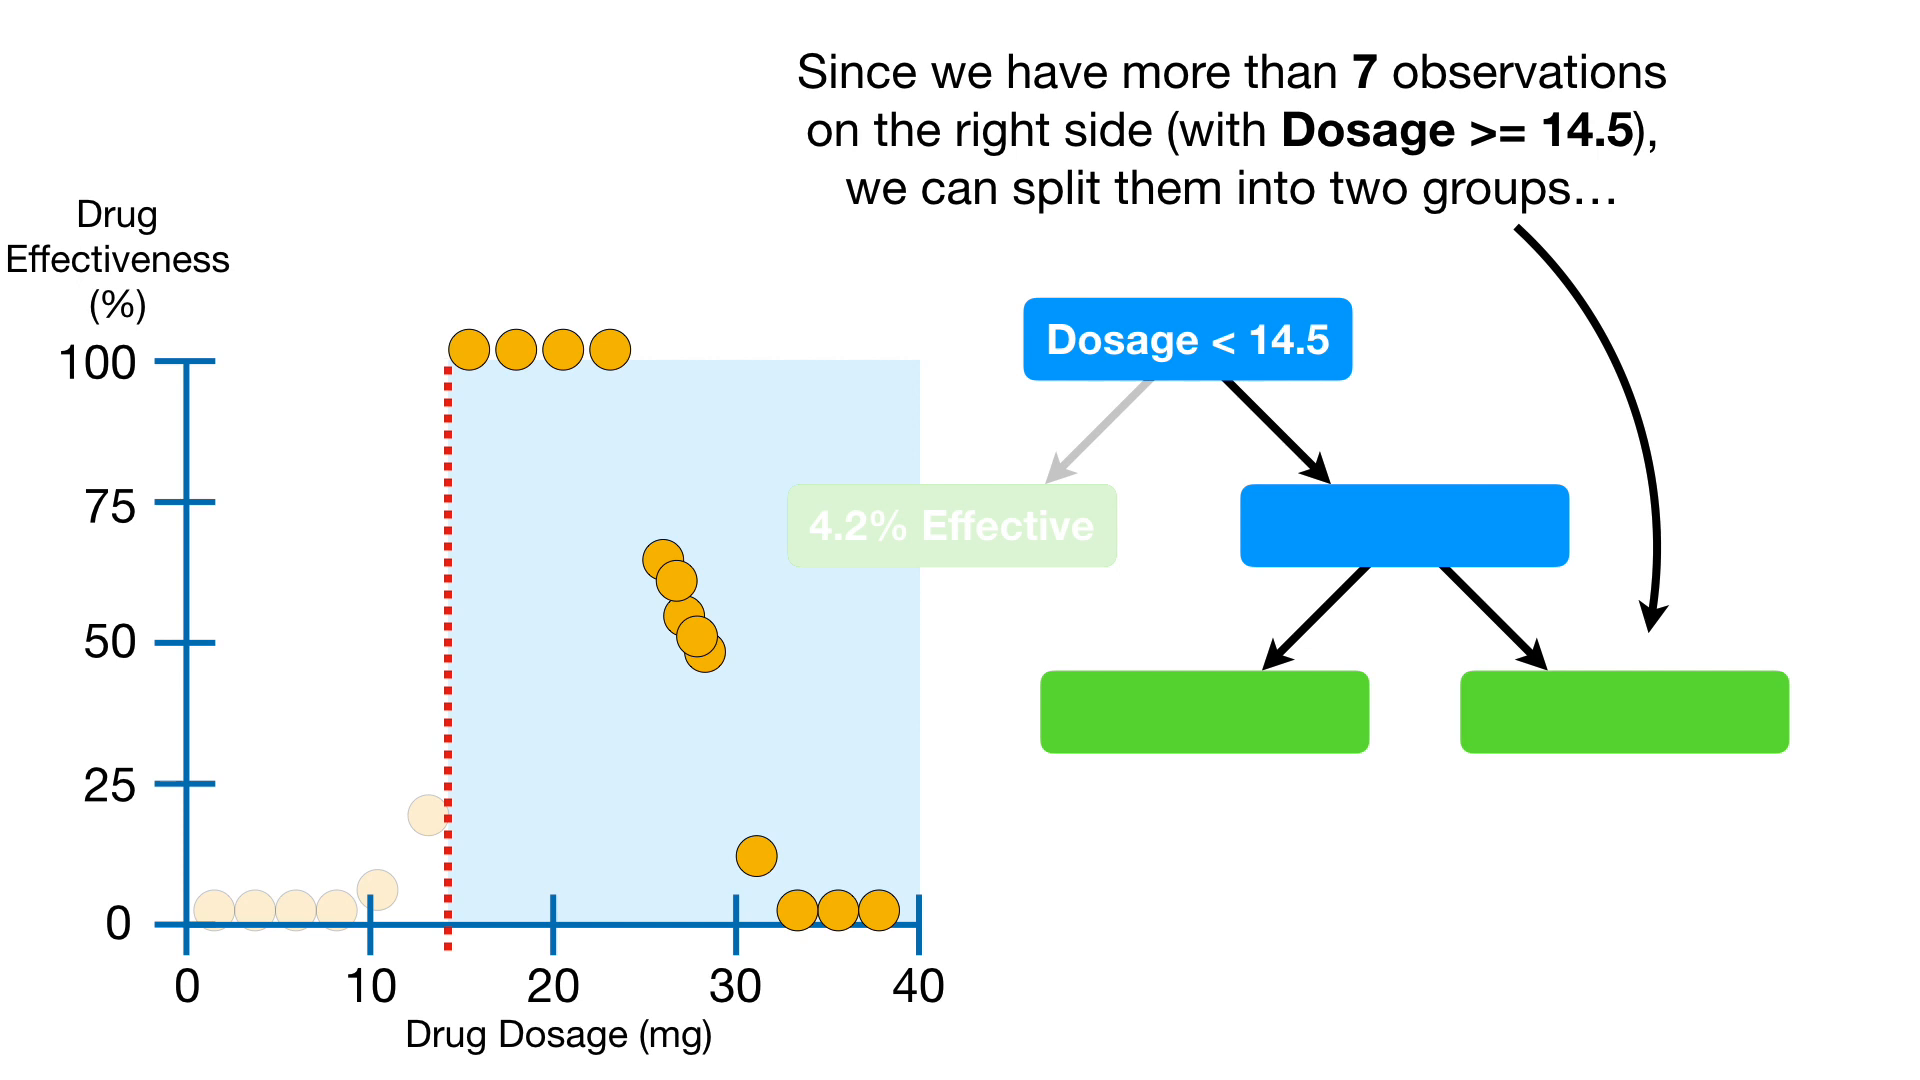 Since we have more than 7 observations
on the right side (with Dosage >= 14.5),
we can split them into two groups…
Drug
Effectiveness
(%)
100
75
50
25
0
0 10 20 30 40
Drug Dosage (mg)
Dosage < 14.5
4.2% Effective